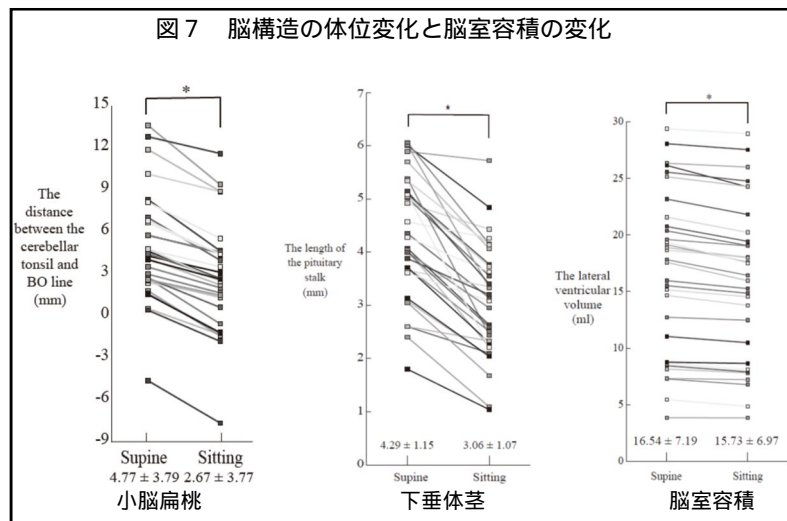 図７　脳構造の体位変化と脳室容積の変化
*
15
12
9
6
3
0
-3
-6
-9
The
distance
between the
cerebellar
tonsil and
BO line
(mm)
Supine Sitting
4.77 ± 3.79 2.67 ± 3.77
小脳扁桃
*
7
6
5
4
3
2
1
0
The length of
the pituitary
stalk
(mm)
4.29 ± 1.15 3.06 ± 1.07
Supine Sitting
下垂体茎
*
30
25
20
15
10
5
0
The lateral
ventricular
volume
(ml)
16.54 ± 7.19 15.73 ± 6.97
Supine Sitting
脳室容積